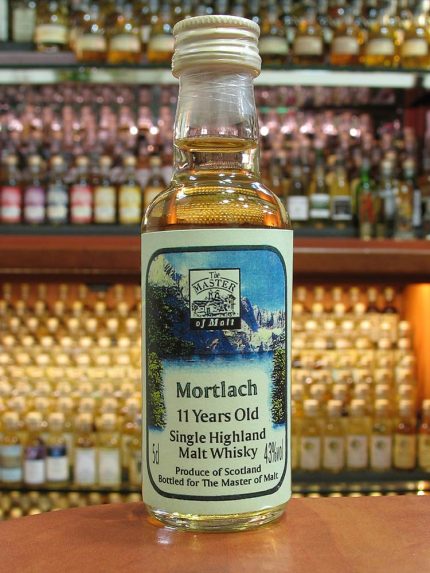 The
MASTER
of Malt
Mortlach
11 Years Old
Single Highland
Malt Whisky
5cl
43%vol
Produce of Scotland
Bottled for The Master of Malt